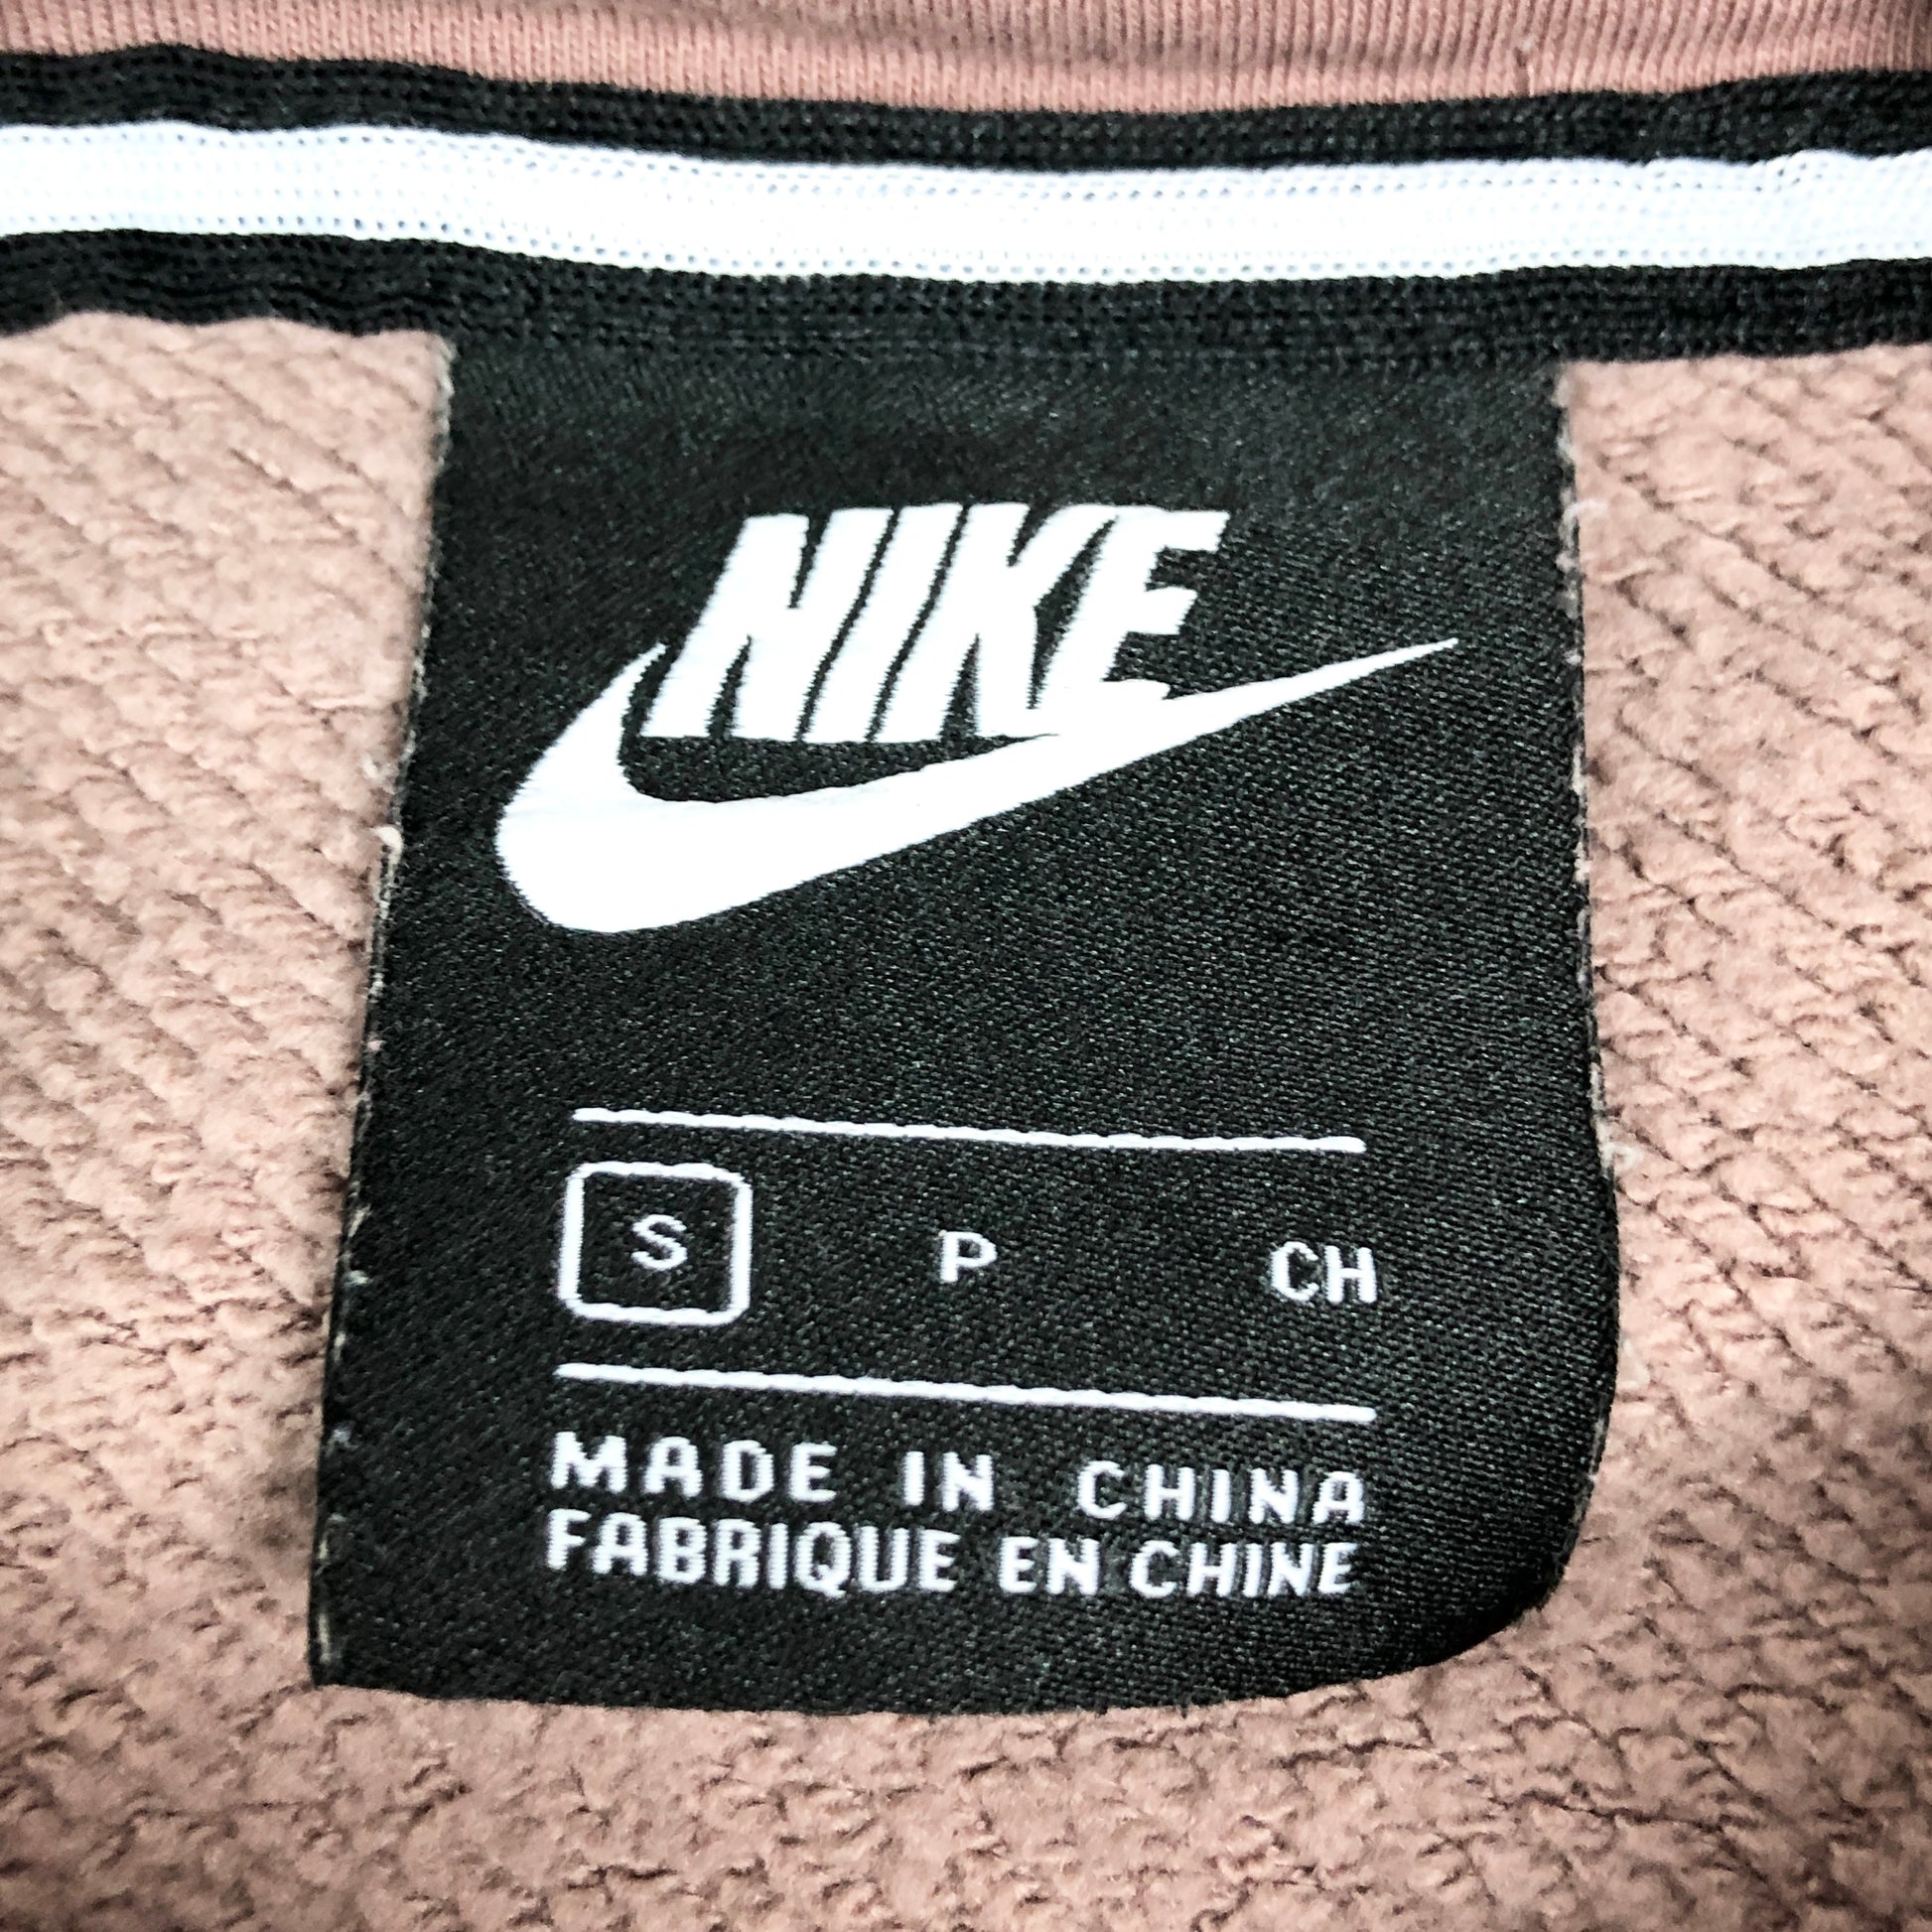 NIKE
S P CH
MADE IN CHINA
FABRIQUE EN CHINE